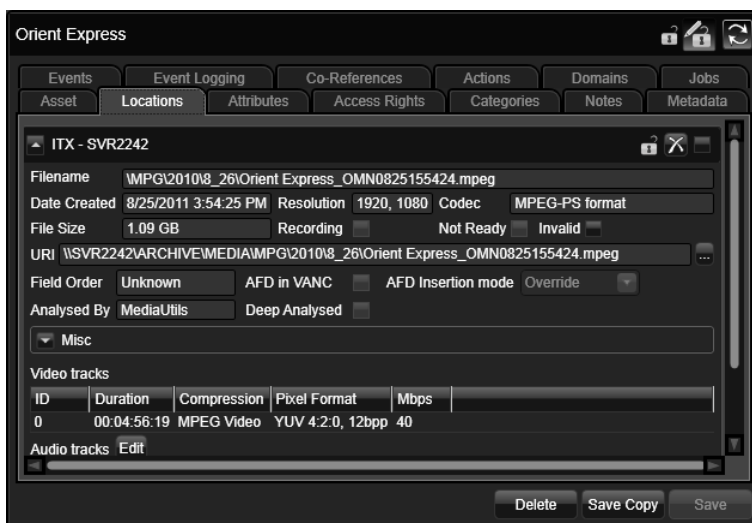 Orient Express
Events Event Logging Co-References Actions Domains Jobs
Asset Locations Attributes Access Rights Categories Notes Metadata
ITX - SVR2242
Filename \MPG\2010\8_26\Orient Express_OMN0825155424.mpeg
Date Created 8/25/2011 3:54:25 PM Resolution 1920, 1080 Codec MPEG-PS format
File Size 1.09 GB Recording Not Ready Invalid
URI \\SVR2242\ARCHIVE\MEDIA\MPG\2010\8_26\Orient Express_OMN0825155424.mpeg ...
Field Order Unknown AFD in VANC AFD Insertion mode Override
Analysed By MediaUtils Deep Analysed
Misc
Video tracks
ID Duration Compression Pixel Format Mbps
0 00:04:56:19 MPEG Video YUV 4:2:0, 12bpp 40
Audio tracks Edit
Delete Save Copy Save